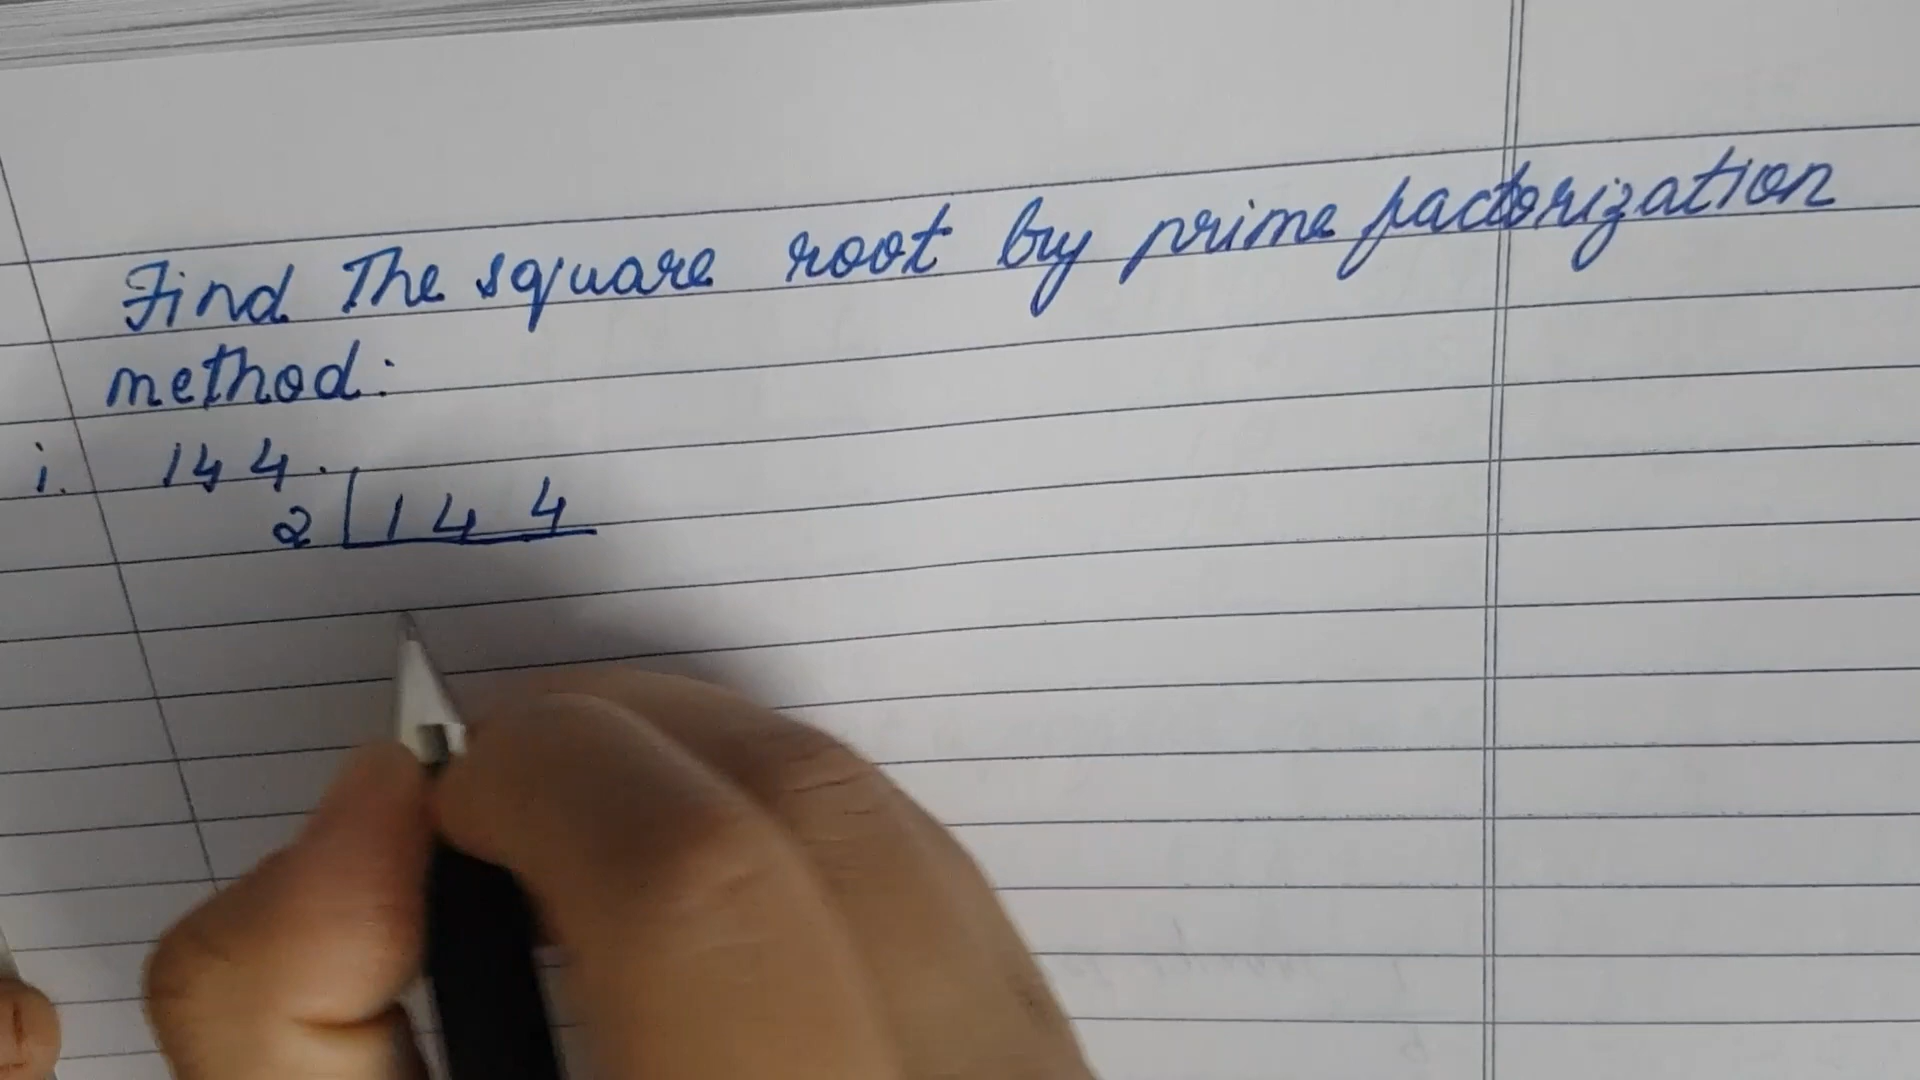 Find The square root by prime factorization
method:
i. 144.
2 144